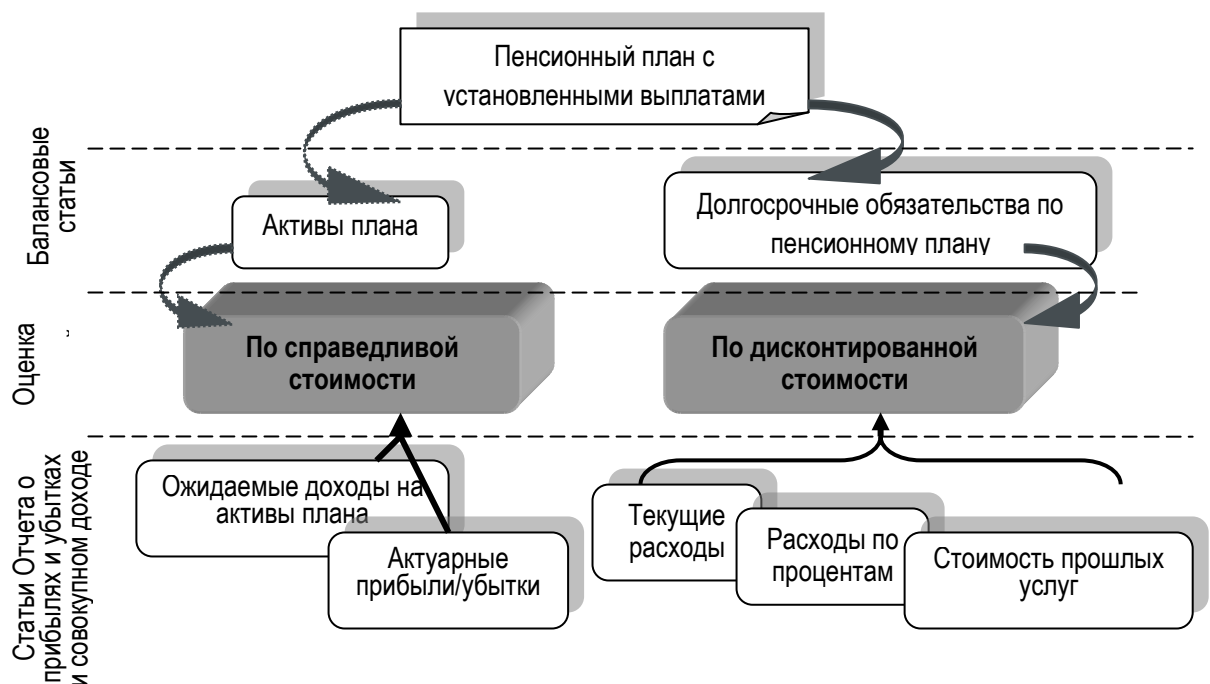 Пенсионный план с
установленными выплатами
Балансовые
статьи
Активы плана
Долгосрочные обязательства по
пенсионному плану
Оценка
По справедливой
стоимости
По дисконтированной
стоимости
Статьи Отчета о
прибылях и убытках
и совокупном доходе
Ожидаемые доходы на
активы плана
Актуарные
прибыли/убытки
Текущие
расходы
Расходы по
процентам
Стоимость прошлых
услуг